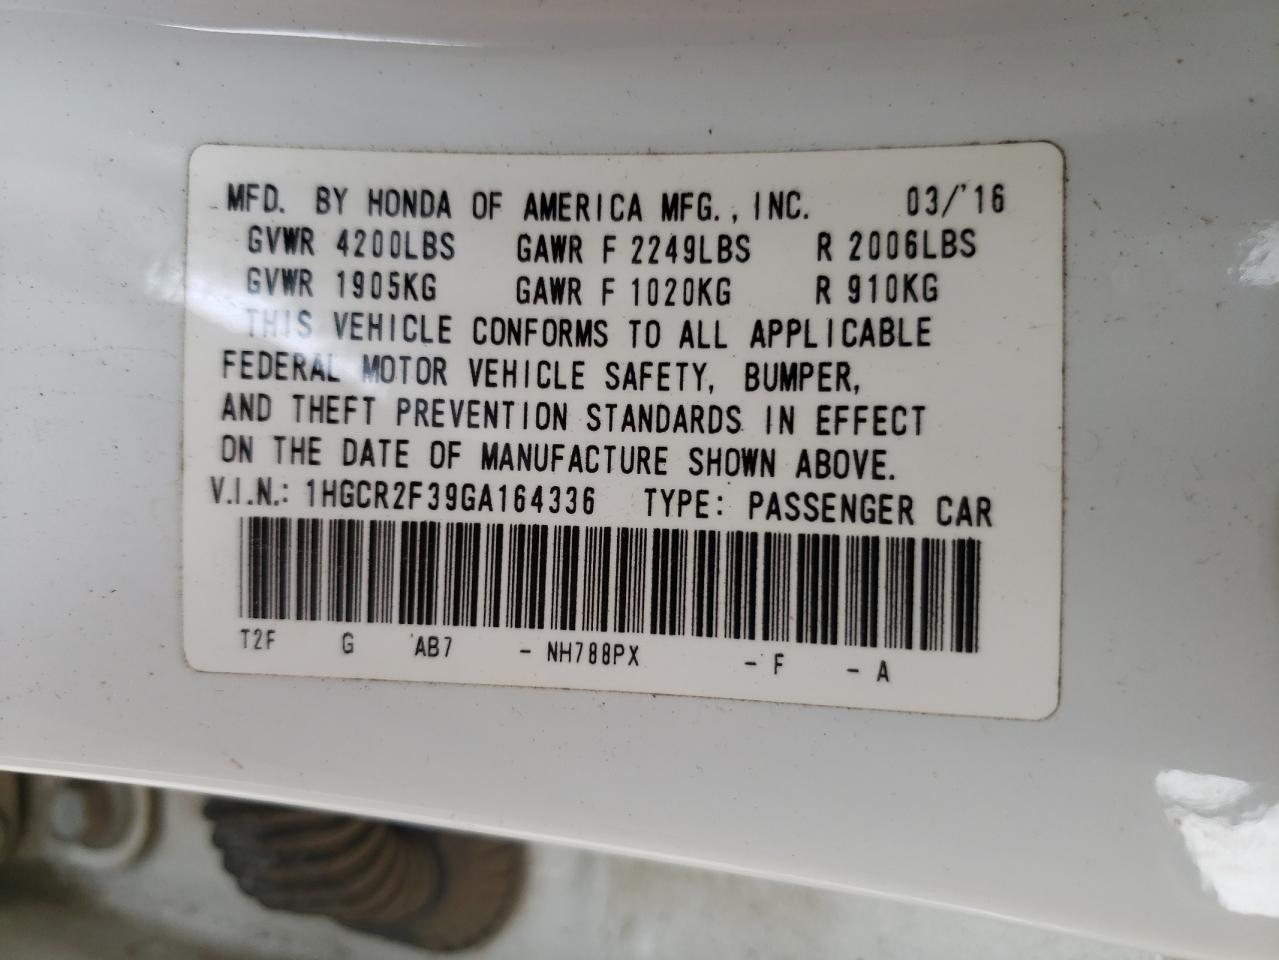 MFD. BY HONDA OF AMERICA MFG., INC. 03/'16
GVWR 4200LBS GAWR F 2249LBS R 2006LBS
GVWR 1905KG GAWR F 1020KG R 910KG
THIS VEHICLE CONFORMS TO ALL APPLICABLE
FEDERAL MOTOR VEHICLE SAFETY, BUMPER,
AND THEFT PREVENTION STANDARDS IN EFFECT
ON THE DATE OF MANUFACTURE SHOWN ABOVE.
V.I.N.: 1HGCR2F39GA164336 TYPE: PASSENGER CAR
T2F G AB7 - NH788PX - F - A